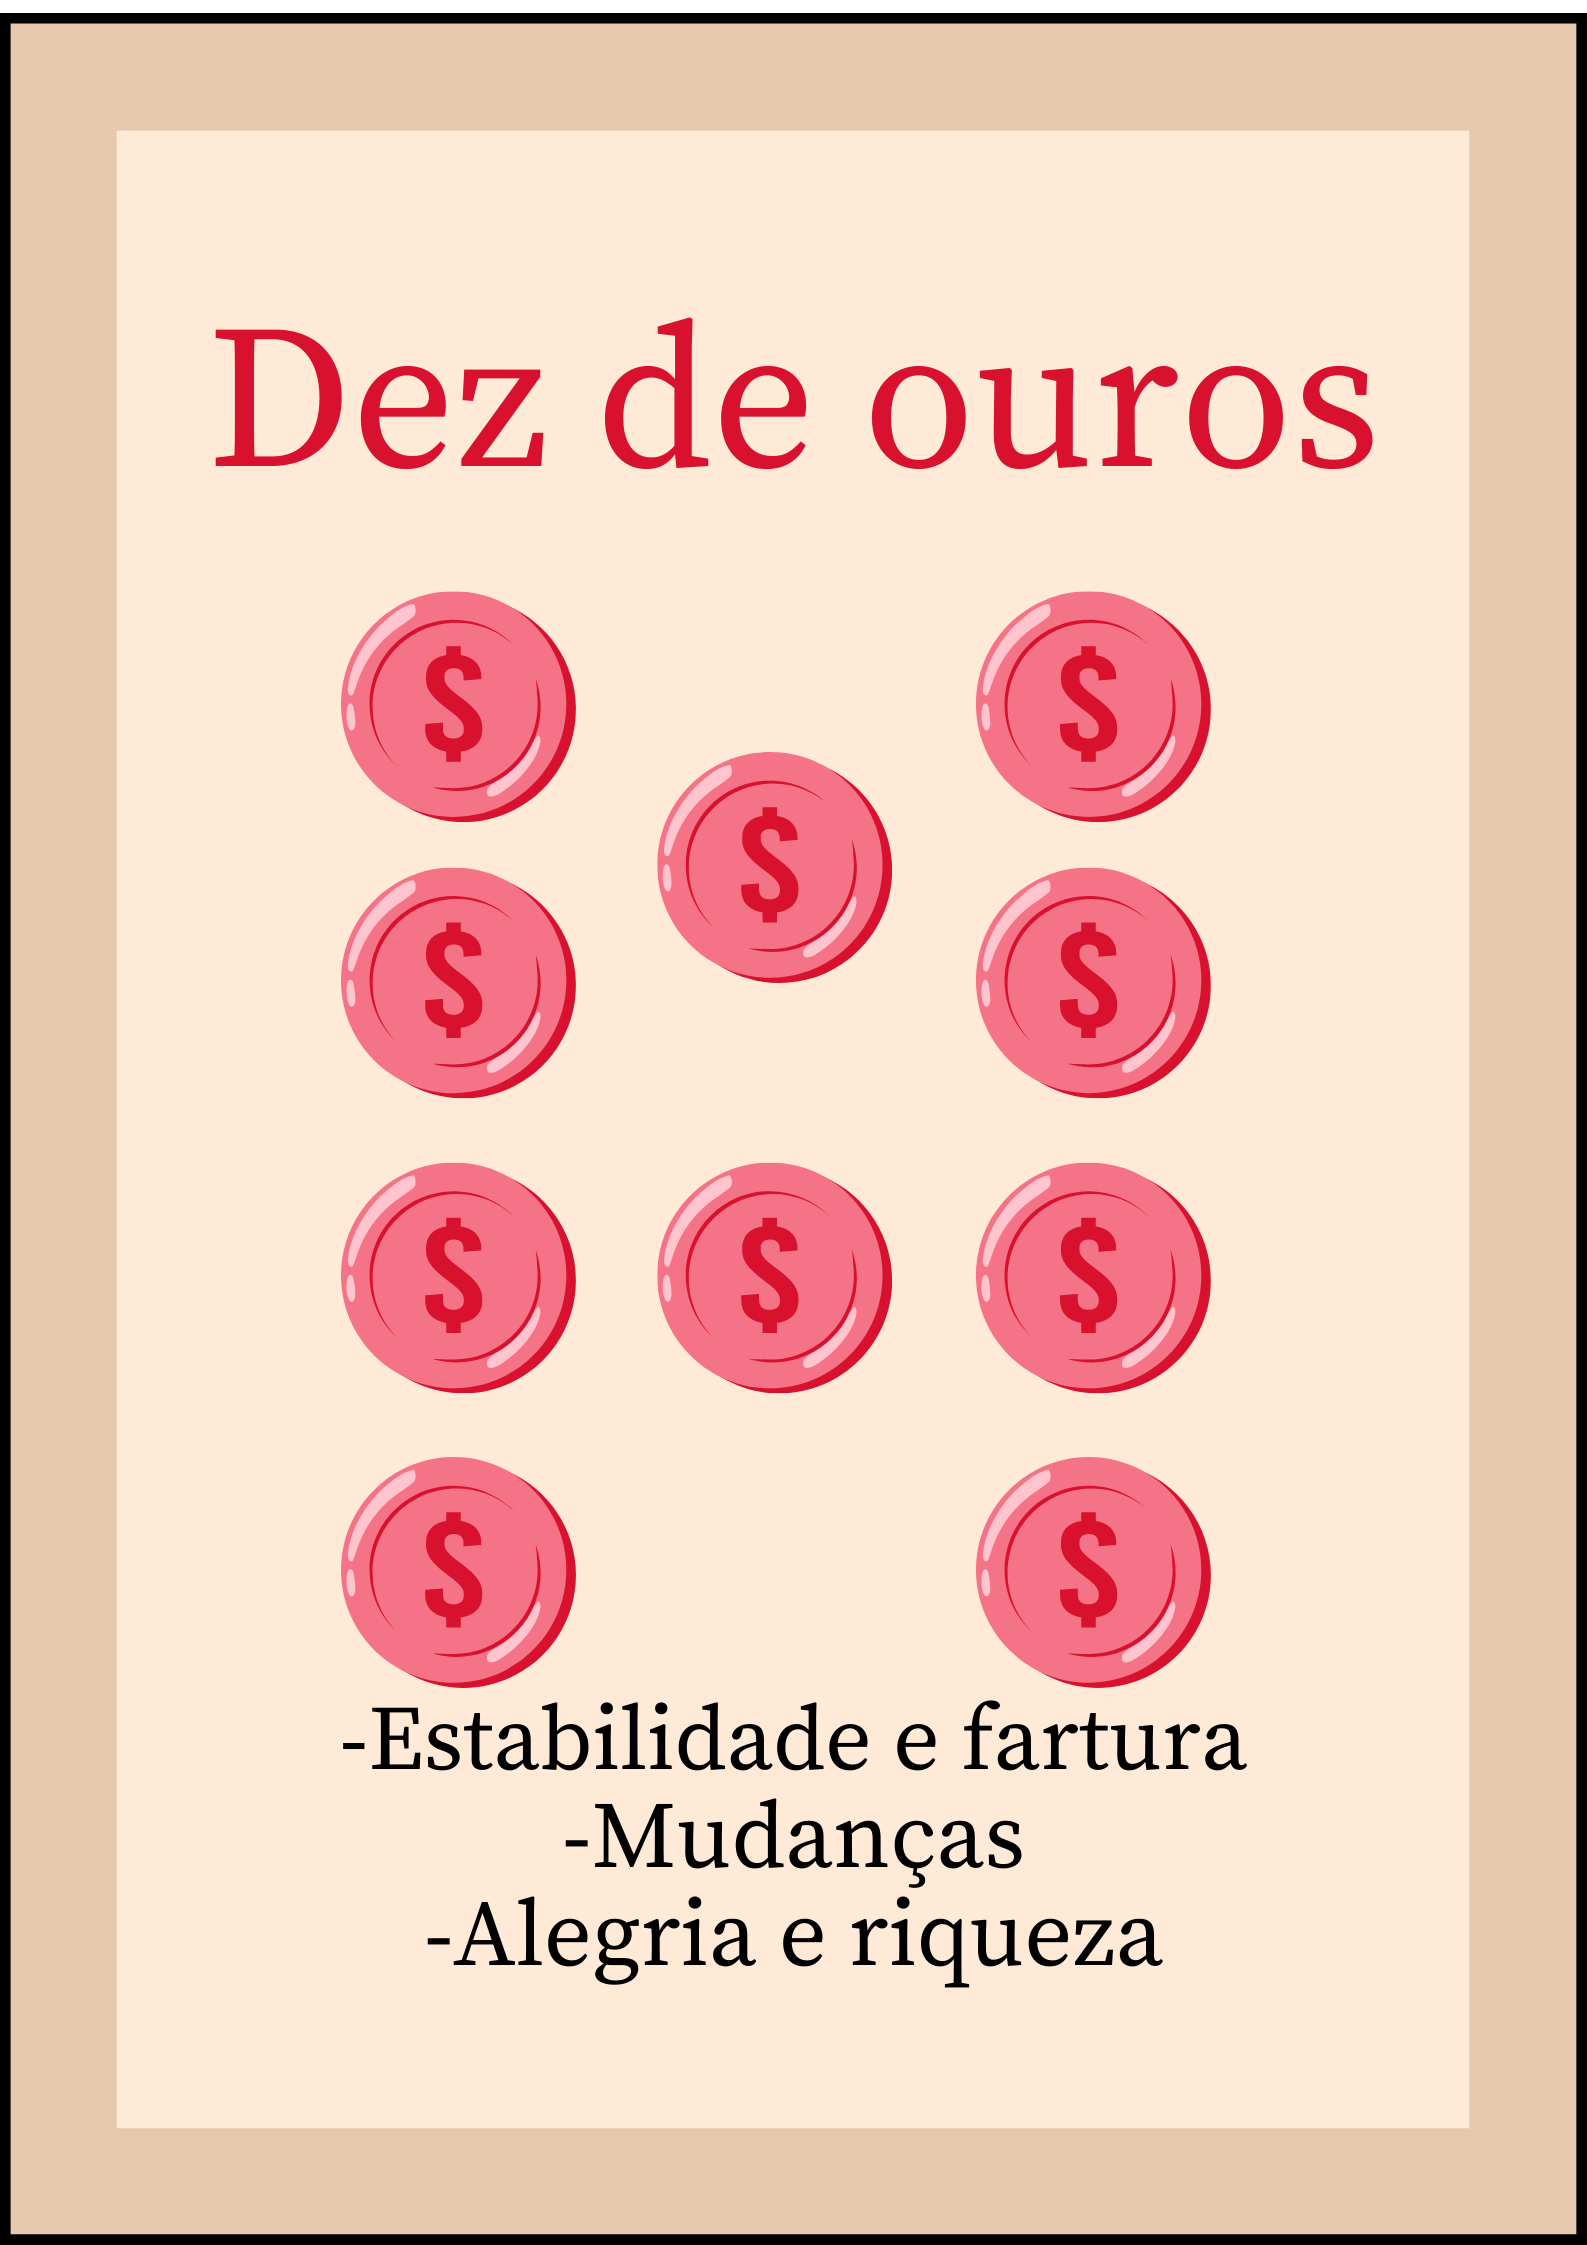 Dez de ouros
$ $
$
$ $
$ $ $
$ $
-Estabilidade e fartura
-Mudanças
-Alegria e riqueza